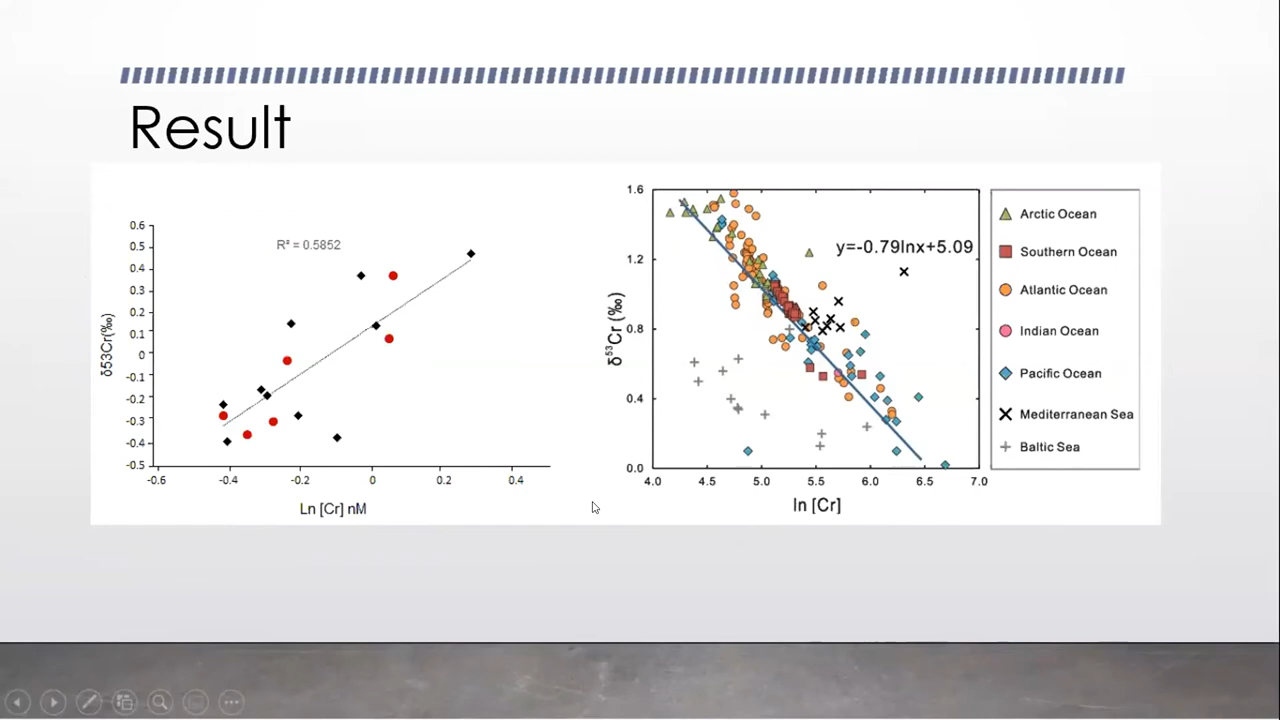 Result
0.6
0.5
0.4
0.3
0.2
0.1
0
-0.1
-0.2
-0.3
-0.4
-0.5
δ53Cr(‰)
R² = 0.5852
-0.6
-0.4
-0.2
0
0.2
0.4
Ln [Cr] nM
1.6
1.2
0.8
0.4
0.0
δ⁵³Cr (‰)
y=-0.79lnx+5.09
4.0
4.5
5.0
5.5
6.0
6.5
7.0
ln [Cr]
Arctic Ocean
Southern Ocean
Atlantic Ocean
Indian Ocean
Pacific Ocean
Mediterranean Sea
Baltic Sea